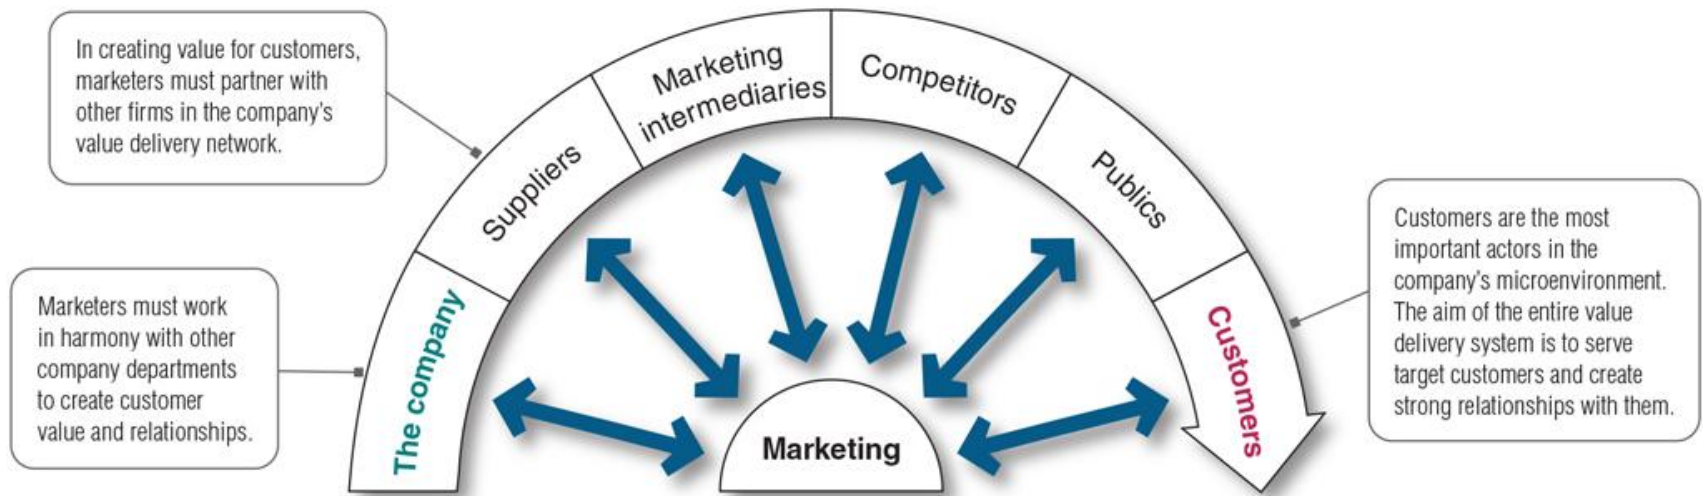 In creating value for customers,
marketers must partner with
other firms in the company's
value delivery network.
Marketers must work
in harmony with other
company departments
to create customer
value and relationships.
The company
Suppliers
Marketing
intermediaries
Competitors
Publics
Customers
Marketing
Customers are the most
important actors in the
company's microenvironment.
The aim of the entire value
delivery system is to serve
target customers and create
strong relationships with them.